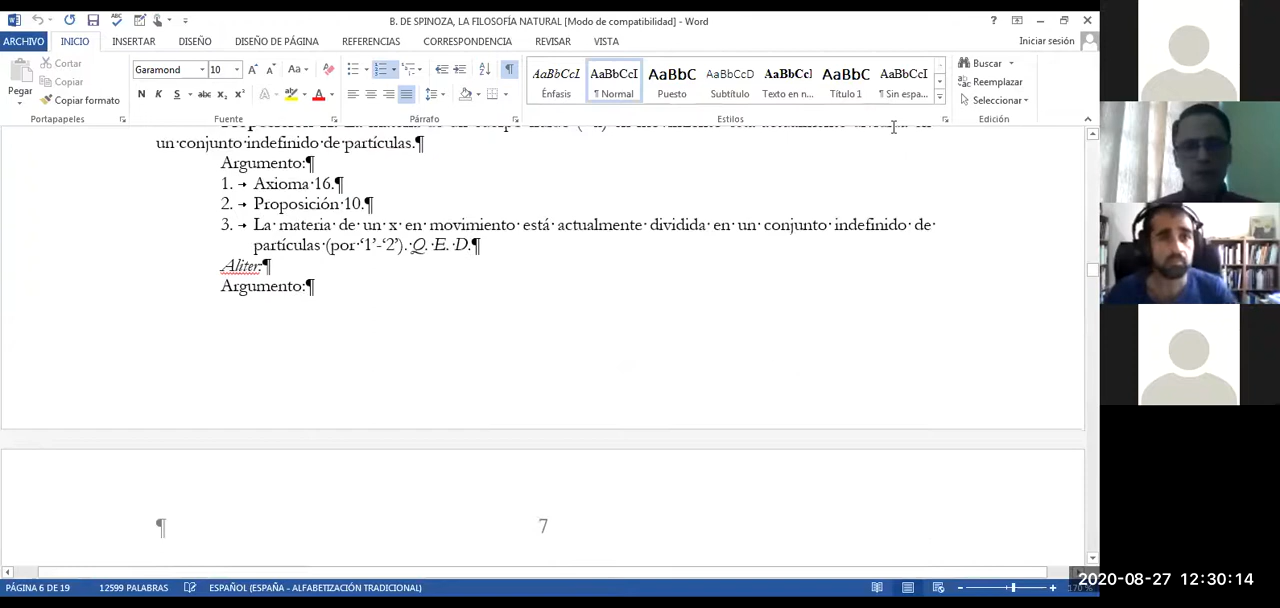 B. DE SPINOZA, LA FILOSOFÍA NATURAL [Modo de compatibilidad] - Word
ARCHIVO INICIO INSERTAR DISEÑO DISEÑO DE PÁGINA REFERENCIAS CORRESPONDENCIA REVISAR VISTA Iniciar sesión
Cortar
Copiar
Copiar formato
Pegar
Portapapeles
Garamond 10
N K S abc x₂ x²
Fuente
Párrafo
AaBbCcI AaBbCcI AaBbC AaBbCcD AaBbCcl AaBbC AaBbCcI
Énfasis ¶ Normal Puesto Subtítulo Texto en n... Título 1 ¶ Sin espa...
Estilos
Buscar
Reemplazar
Seleccionar
Edición
un conjunto indefinido de partículas.¶
Argumento:¶
1. → Axioma 16.¶
2. → Proposición 10.¶
3. → La materia de un x en movimiento está actualmente dividida en un conjunto indefinido de
partículas (por ‘1’-‘2’). Q. E. D.¶
Aliter:¶
Argumento:¶
¶ 7
PÁGINA 6 DE 19 12599 PALABRAS ESPAÑOL (ESPAÑA - ALFABETIZACIÓN TRADICIONAL) 170 %
2020-08-27 12:30:14